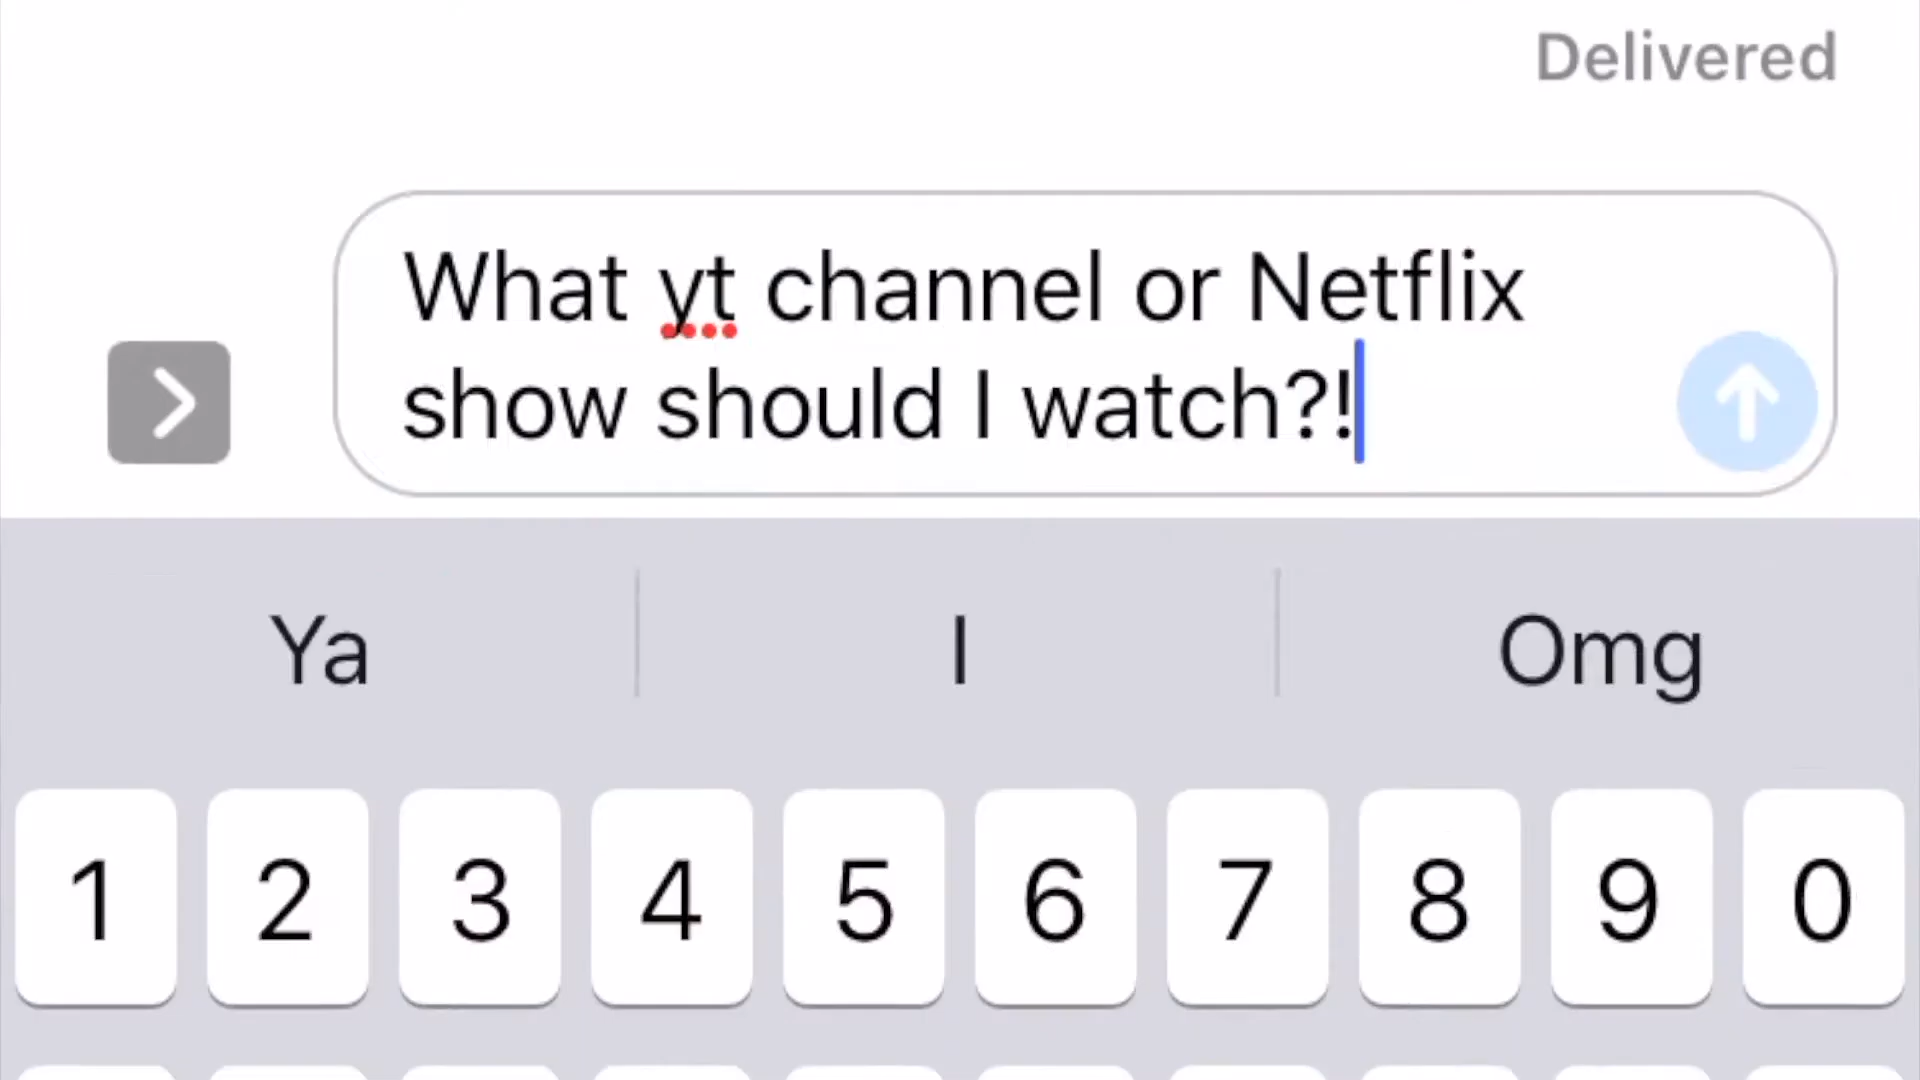 Delivered
What yt channel or Netflix
show should I watch?!
Ya I Omg
1 2 3 4 5 6 7 8 9 0